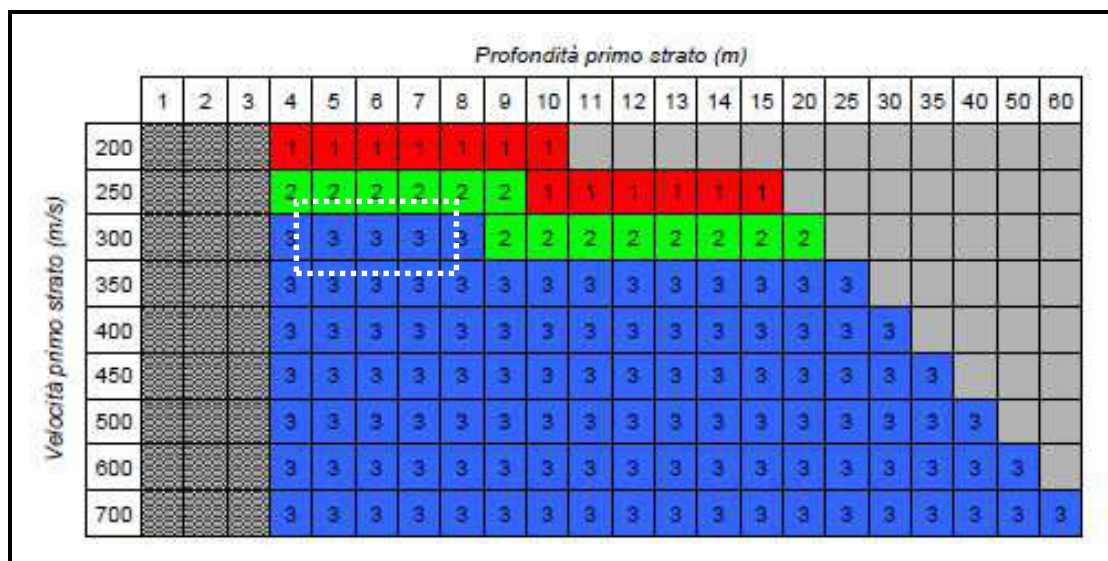 Profondità primo strato (m)
1 2 3 4 5 6 7 8 9 10 11 12 13 14 15 20 25 30 35 40 50 60
Velocità primo strato (m/s)
200 1 1 1 1 1 1 1
250 2 2 2 2 2 2 1 1 1 1 1 1
300 3 3 3 3 3 2 2 2 2 2 2 2 2
350 3 3 3 3 3 3 3 3 3 3 3 3 3 3
400 3 3 3 3 3 3 3 3 3 3 3 3 3 3 3
450 3 3 3 3 3 3 3 3 3 3 3 3 3 3 3 3
500 3 3 3 3 3 3 3 3 3 3 3 3 3 3 3 3 3
600 3 3 3 3 3 3 3 3 3 3 3 3 3 3 3 3 3 3
700 3 3 3 3 3 3 3 3 3 3 3 3 3 3 3 3 3 3 3